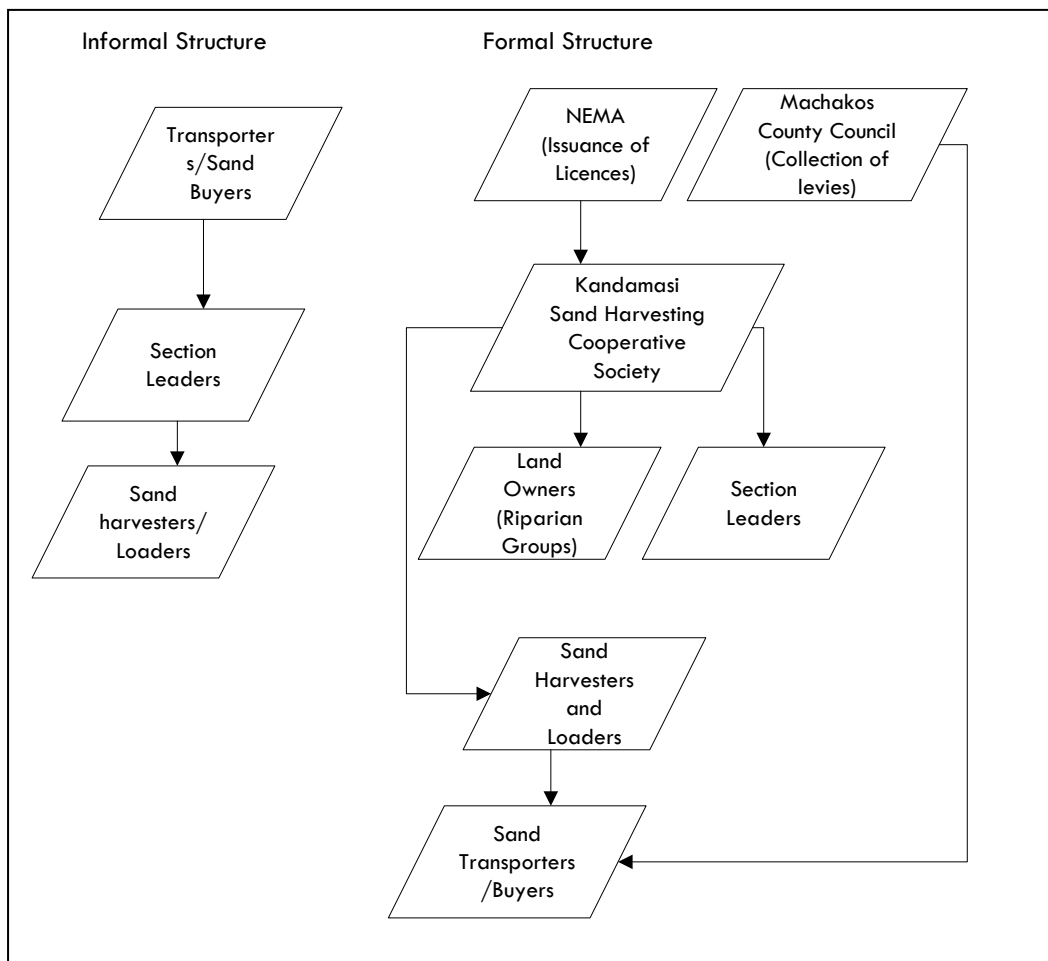 Informal Structure
Formal Structure
Transporter
s/Sand
Buyers
Section
Leaders
Sand
harvesters/
Loaders
NEMA
(Issuance of
Licences)
Machakos
County Council
(Collection of
levies)
Kandamasi
Sand Harvesting
Cooperative
Society
Land
Owners
(Riparian
Groups)
Section
Leaders
Sand
Harvesters
and
Loaders
Sand
Transporters
/Buyers